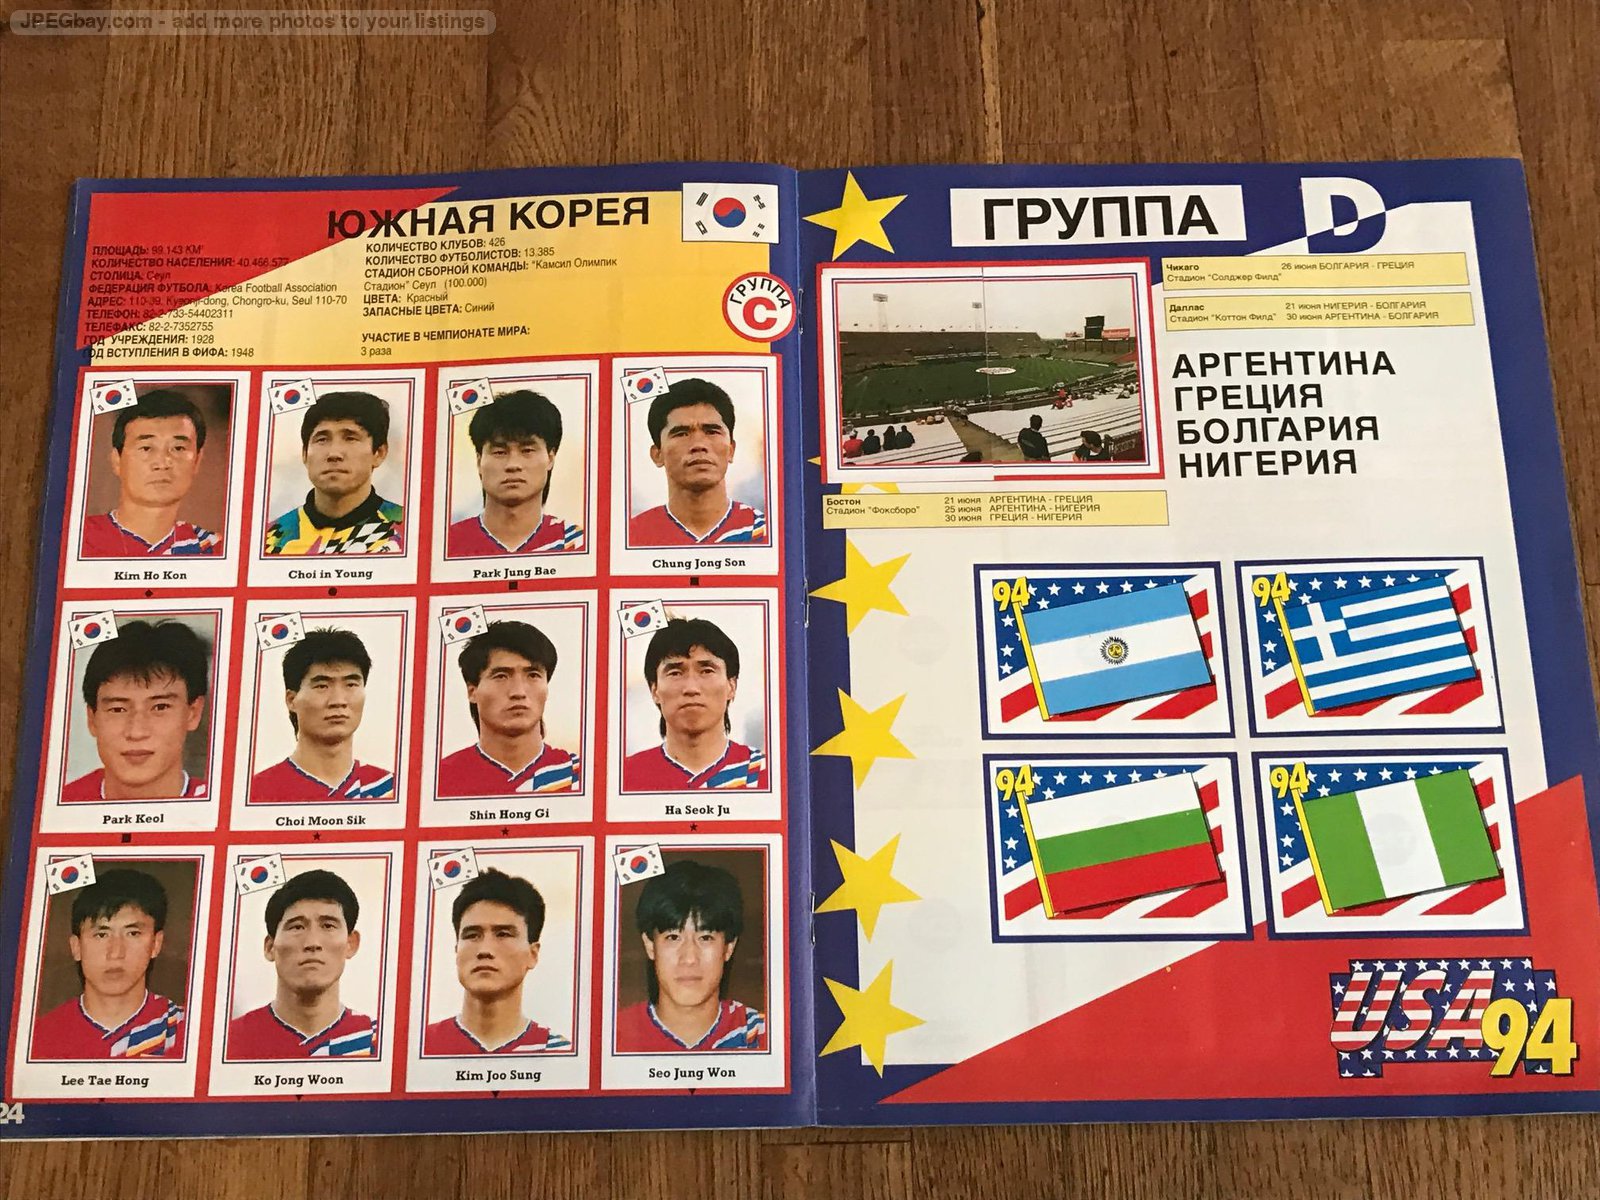 JPEGbay.com - add more photos to your listings
ЮЖНАЯ КОРЕЯ
ПЛОЩАДЬ: 99.143 КМ²
КОЛИЧЕСТВО НАСЕЛЕНИЯ: 40.466.577
СТОЛИЦА: Сеул
ФЕДЕРАЦИЯ ФУТБОЛА: Korea Football Association
АДРЕС: 110-39, Kyeonji-dong, Chongro-ku, Seul 110-70
ТЕЛЕФОН: 82-2-733-54402311
ТЕЛЕФАКС: 82-2-7352755
ГОД УЧРЕЖДЕНИЯ: 1928
ГОД ВСТУПЛЕНИЯ В ФИФА: 1948
КОЛИЧЕСТВО КЛУБОВ: 426
КОЛИЧЕСТВО ФУТБОЛИСТОВ: 13.385
СТАДИОН СБОРНОЙ КОМАНДЫ: "Камсил Олимпик
Стадион" Сеул (100.000)
ЦВЕТА: Красный
ЗАПАСНЫЕ ЦВЕТА: Синий
УЧАСТИЕ В ЧЕМПИОНАТЕ МИРА:
3 раза
ГРУППА
C
Kim Ho Kon
Choi in Young
Park Jung Bae
Chung Jong Son
Park Keol
Choi Moon Sik
Shin Hong Gi
Ha Seok Ju
Lee Tae Hong
Ko Jong Woon
Kim Joo Sung
Seo Jung Won
24
ГРУППА D
Чикаго 26 июня БОЛГАРИЯ - ГРЕЦИЯ
Стадион "Солджер Филд"
Даллас 21 июня НИГЕРИЯ - БОЛГАРИЯ
Стадион "Коттон Филд" 30 июня АРГЕНТИНА - БОЛГАРИЯ
АРГЕНТИНА
ГРЕЦИЯ
БОЛГАРИЯ
НИГЕРИЯ
Бостон 21 июня АРГЕНТИНА - ГРЕЦИЯ
Стадион "Фоксборо" 25 июня АРГЕНТИНА - НИГЕРИЯ
30 июня ГРЕЦИЯ - НИГЕРИЯ
94
94
94
94
USA94